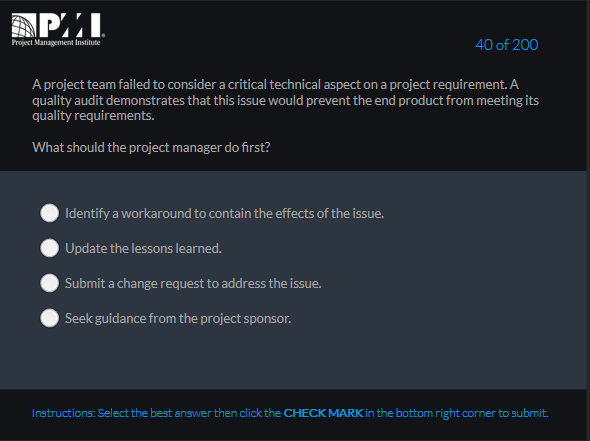 PMI
Project Management Institute
40 of 200
A project team failed to consider a critical technical aspect on a project requirement. A
quality audit demonstrates that this issue would prevent the end product from meeting its
quality requirements.
What should the project manager do first?
Identify a workaround to contain the effects of the issue.
Update the lessons learned.
Submit a change request to address the issue.
Seek guidance from the project sponsor.
Instructions: Select the best answer then click the CHECK MARK in the bottom right corner to submit.